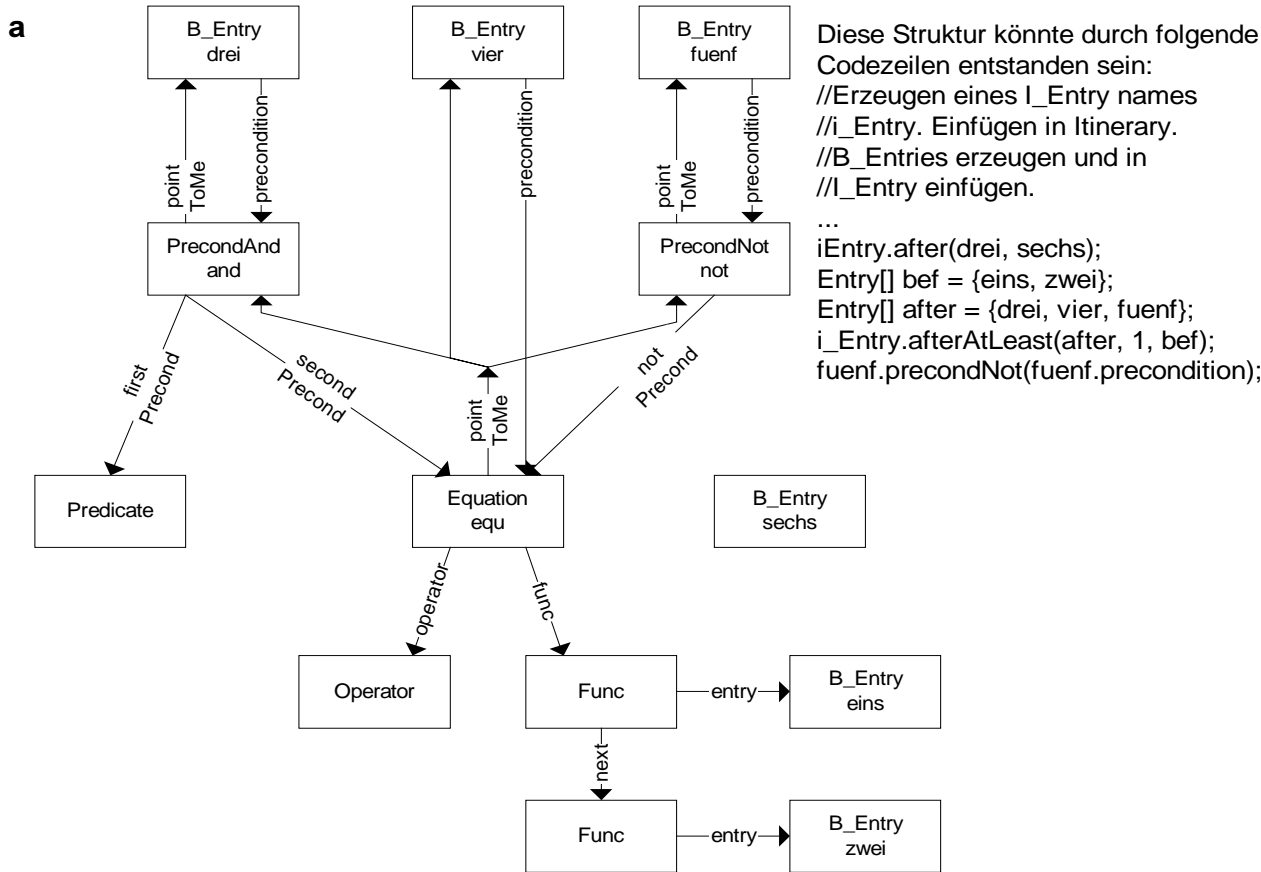 a
B_Entry
drei
B_Entry
vier
B_Entry
fuenf
Diese Struktur könnte durch folgende
Codezeilen entstanden sein:
//Erzeugen eines I_Entry names
//i_Entry. Einfügen in Itinerary.
//B_Entries erzeugen und in
//I_Entry einfügen.
...
iEntry.after(drei, sechs);
Entry[] bef = {eins, zwei};
Entry[] after = {drei, vier, fuenf};
i_Entry.afterAtLeast(after, 1, bef);
fuenf.precondNot(fuenf.precondition);
point
ToMe
precondition
precondition
point
ToMe
precondition
PrecondAnd
and
PrecondNot
not
first
Precond
second
Precond
point
ToMe
not
Precond
Predicate
Equation
equ
B_Entry
sechs
operator
func
Operator
Func
entry
B_Entry
eins
next
Func
entry
B_Entry
zwei